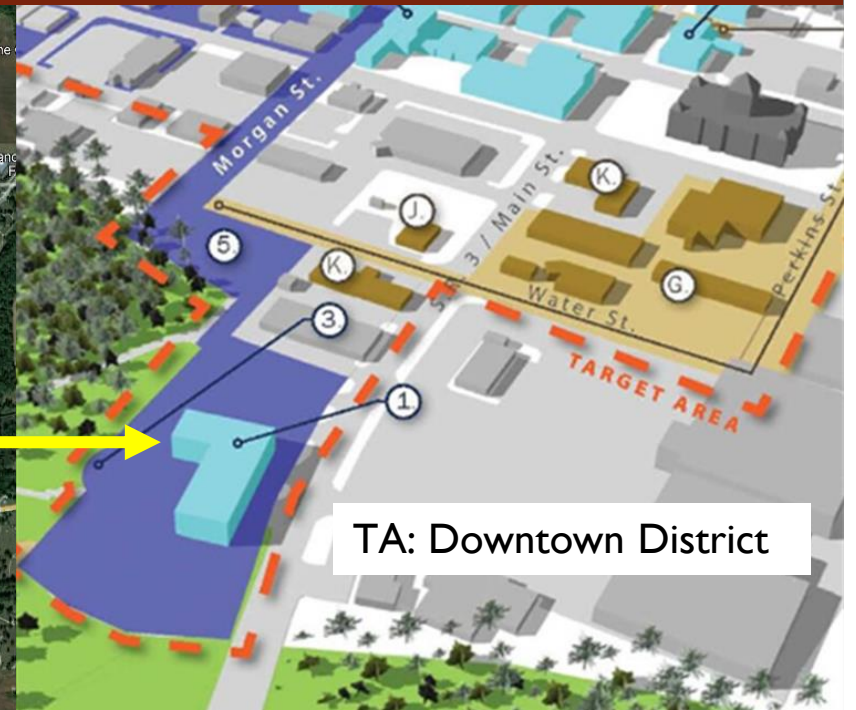 Morgan St.
5.
J.
K.
K.
G.
3.
1.
S.R. 3 / Main St.
Perkins St.
Water St.
TARGET AREA
TA: Downtown District